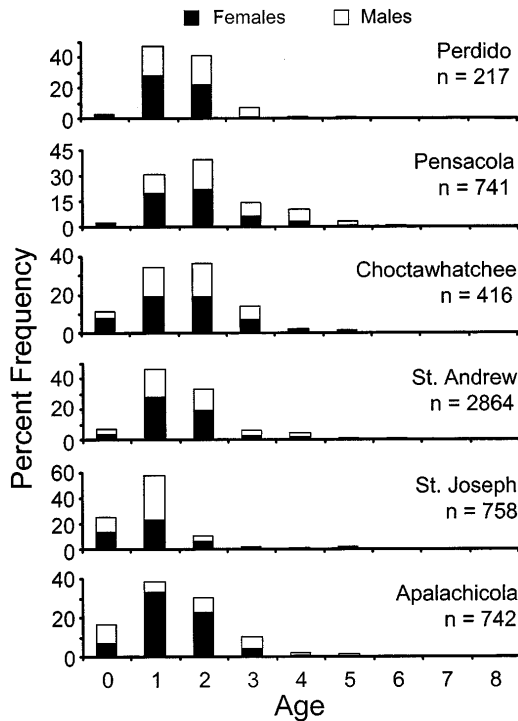 Females Males
Perdido
n = 217
40
20
0
Pensacola
n = 741
45
30
15
0
Choctawhatchee
n = 416
40
20
0
St. Andrew
n = 2864
40
20
0
St. Joseph
n = 758
60
40
20
0
Apalachicola
n = 742
40
20
0
0 1 2 3 4 5 6 7 8
Age
Percent Frequency